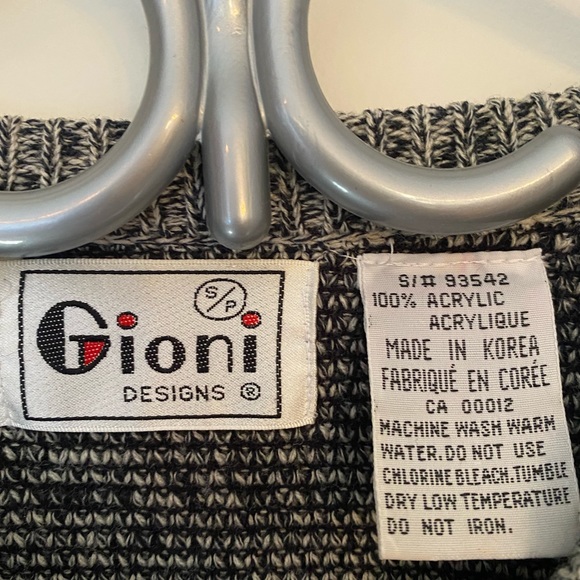 S/P
Gioni
DESIGNS ®
S/# 93542
100% ACRYLIC
ACRYLIQUE
MADE IN KOREA
FABRIQUÉ EN CORÉE
CA 00012
MACHINE WASH WARM
WATER.DO NOT USE
CHLORINE BLEACH.TUMBLE
DRY LOW TEMPERATURE
DO NOT IRON.